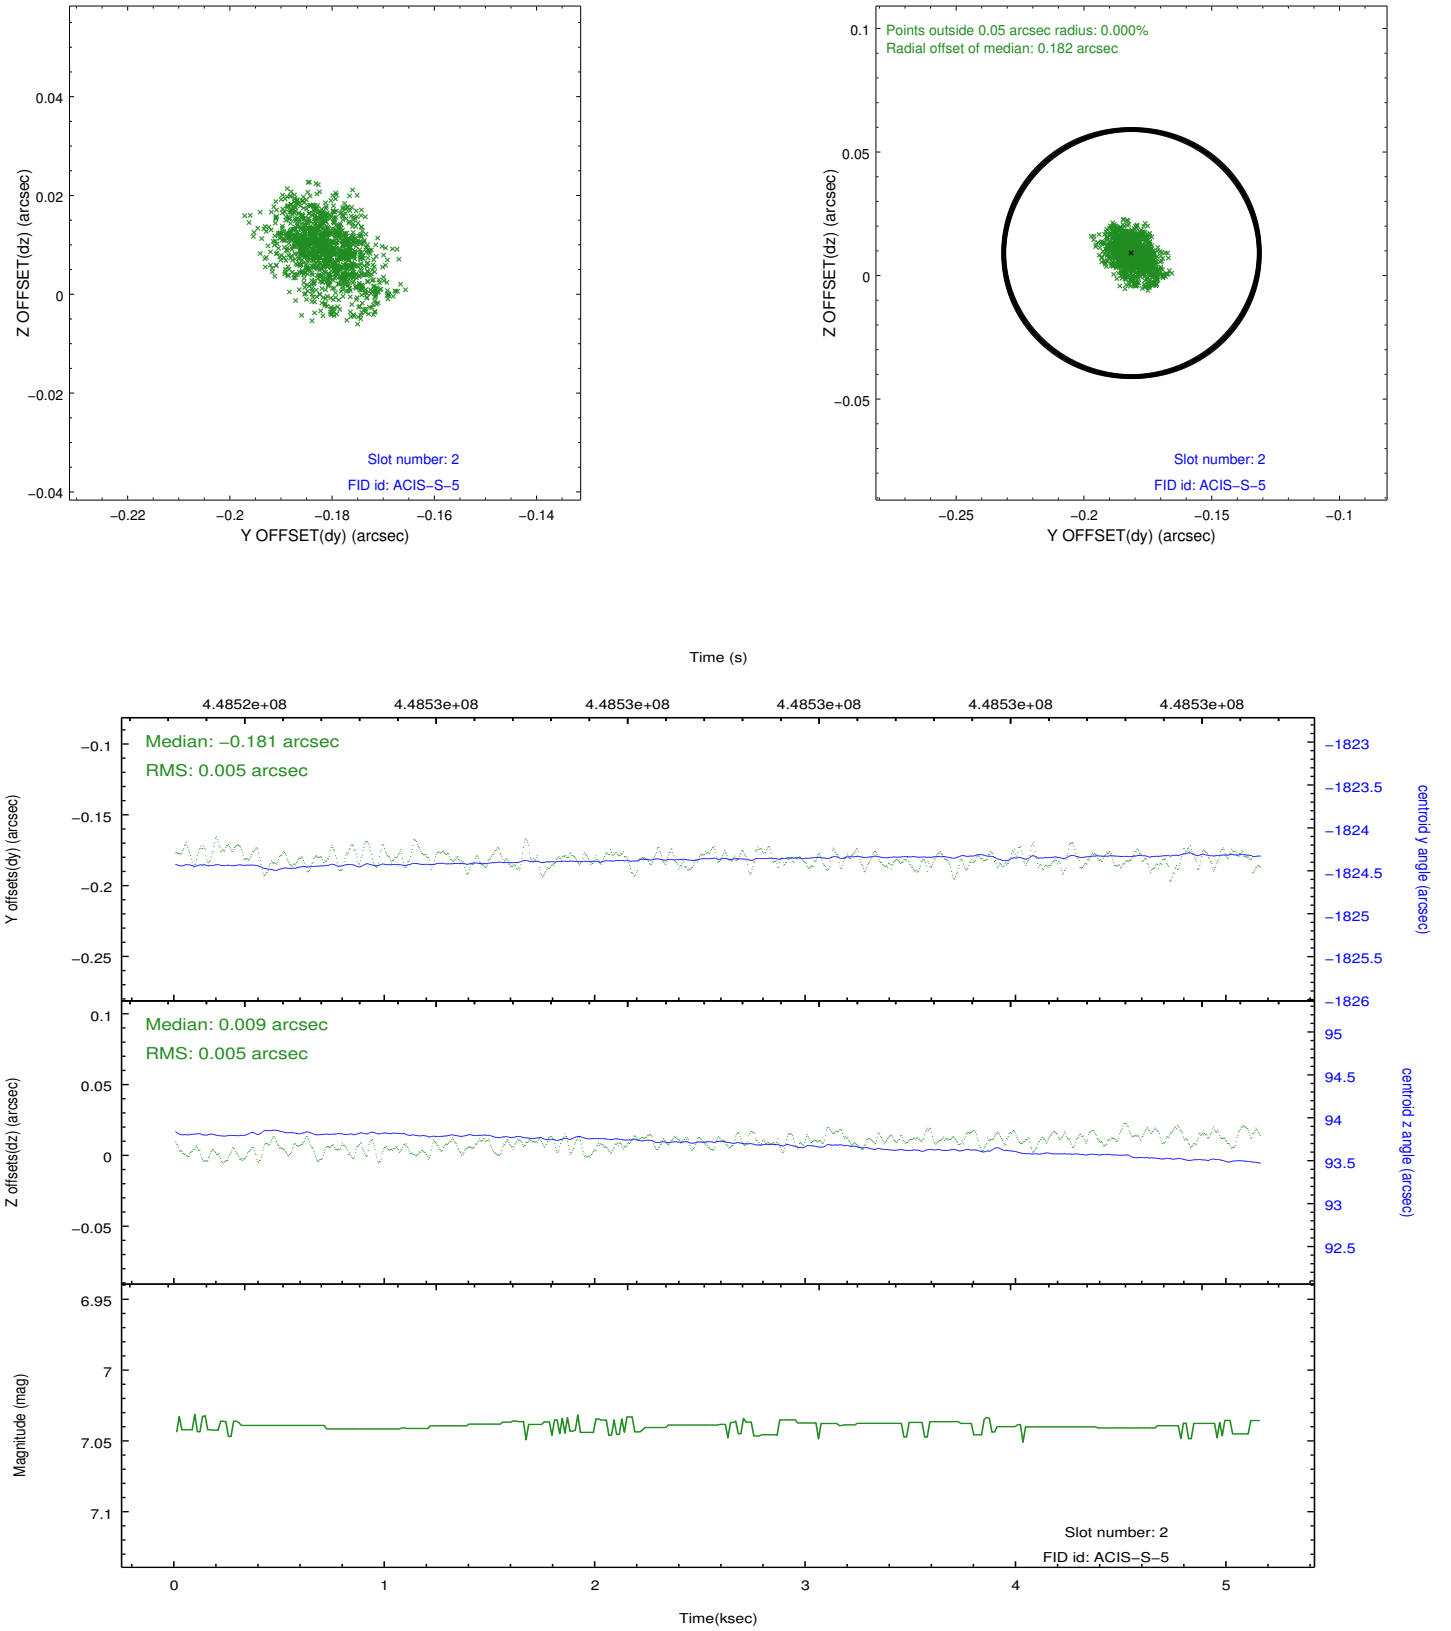 0.04
0.02
0
−0.02
−0.04
Z OFFSET(dz) (arcsec)
Slot number: 2
FID id: ACIS−S−5
−0.22 −0.2 −0.18 −0.16 −0.14
Y OFFSET(dy) (arcsec)
Points outside 0.05 arcsec radius: 0.000%
Radial offset of median: 0.182 arcsec
0.1
0.05
0
−0.05
Z OFFSET(dz) (arcsec)
Slot number: 2
FID id: ACIS−S−5
−0.25 −0.2 −0.15 −0.1
Y OFFSET(dy) (arcsec)
Time (s)
4.4852e+08 4.4853e+08 4.4853e+08 4.4853e+08 4.4853e+08 4.4853e+08
Median: −0.181 arcsec
RMS: 0.005 arcsec
−0.1
−0.15
−0.2
−0.25
Y offsets(dy) (arcsec)
−1823
−1823.5
−1824
−1824.5
−1825
−1825.5
−1826
centroid y angle (arcsec)
Median: 0.009 arcsec
RMS: 0.005 arcsec
0.1
0.05
0
−0.05
Z offsets(dz) (arcsec)
95
94.5
94
93.5
93
92.5
centroid z angle (arcsec)
6.95
7
7.05
7.1
Magnitude (mag)
Slot number: 2
FID id: ACIS−S−5
0 1 2 3 4 5
Time(ksec)